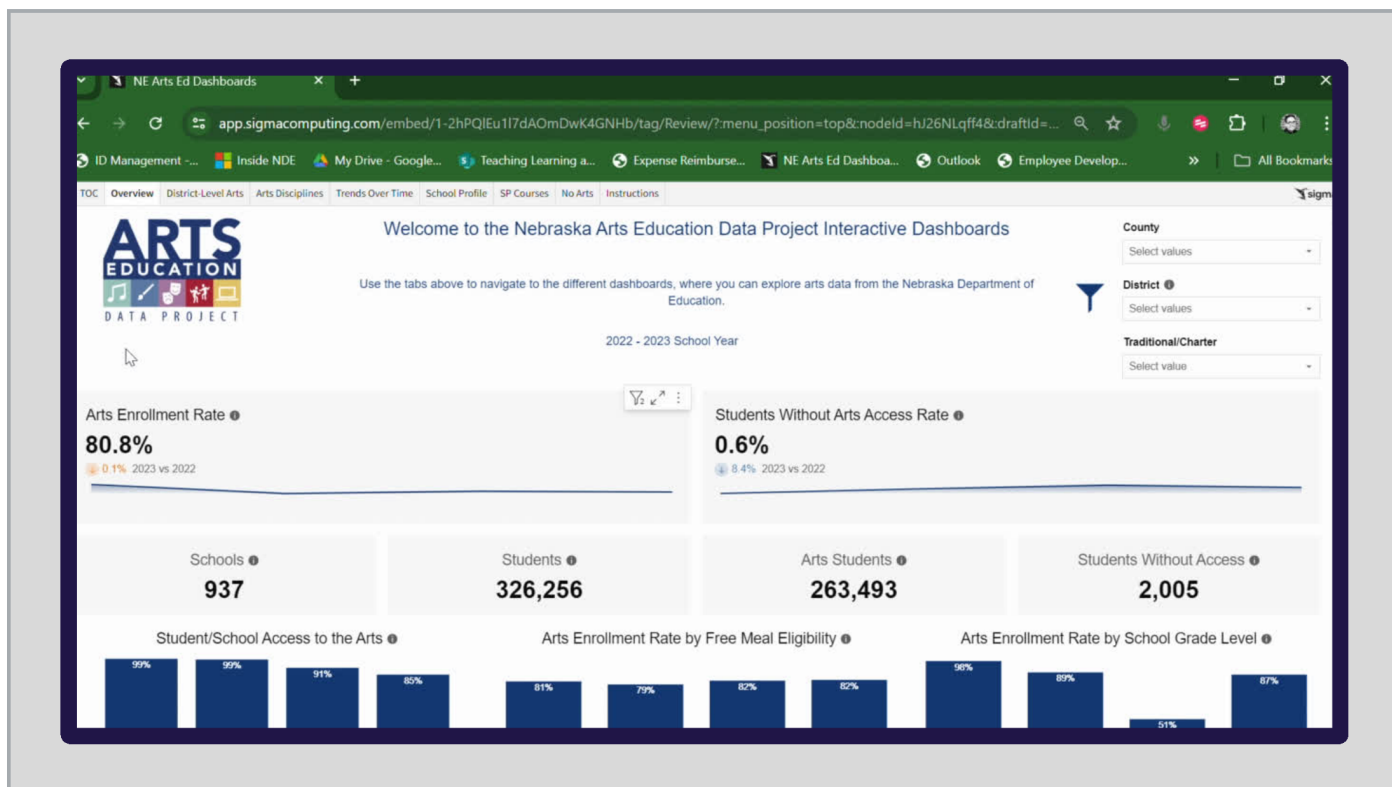 NE Arts Ed Dashboards
app.sigmacomputing.com/embed/1-2hPQlEu1I7dAOmDwK4GNHb/tag/Review/?:menu_position=top&:nodeId=hJ26NLqff4&:draftId=...
ID Management -... Inside NDE My Drive - Google... Teaching Learning a... Expense Reimburse... NE Arts Ed Dashboa... Outlook Employee Develop... » All Bookmarks
TOC Overview District-Level Arts Arts Disciplines Trends Over Time School Profile SP Courses No Arts Instructions sigm
ARTS
EDUCATION
DATA PROJECT
Welcome to the Nebraska Arts Education Data Project Interactive Dashboards
Use the tabs above to navigate to the different dashboards, where you can explore arts data from the Nebraska Department of
Education.
2022 - 2023 School Year
County
Select values
District
Select values
Traditional/Charter
Select value
Arts Enrollment Rate
80.8%
0.1% 2023 vs 2022
Students Without Arts Access Rate
0.6%
8.4% 2023 vs 2022
Schools
937
Students
326,256
Arts Students
263,493
Students Without Access
2,005
Student/School Access to the Arts
99% 99% 91% 85%
Arts Enrollment Rate by Free Meal Eligibility
81% 79% 82% 82%
Arts Enrollment Rate by School Grade Level
98% 89% 51% 87%